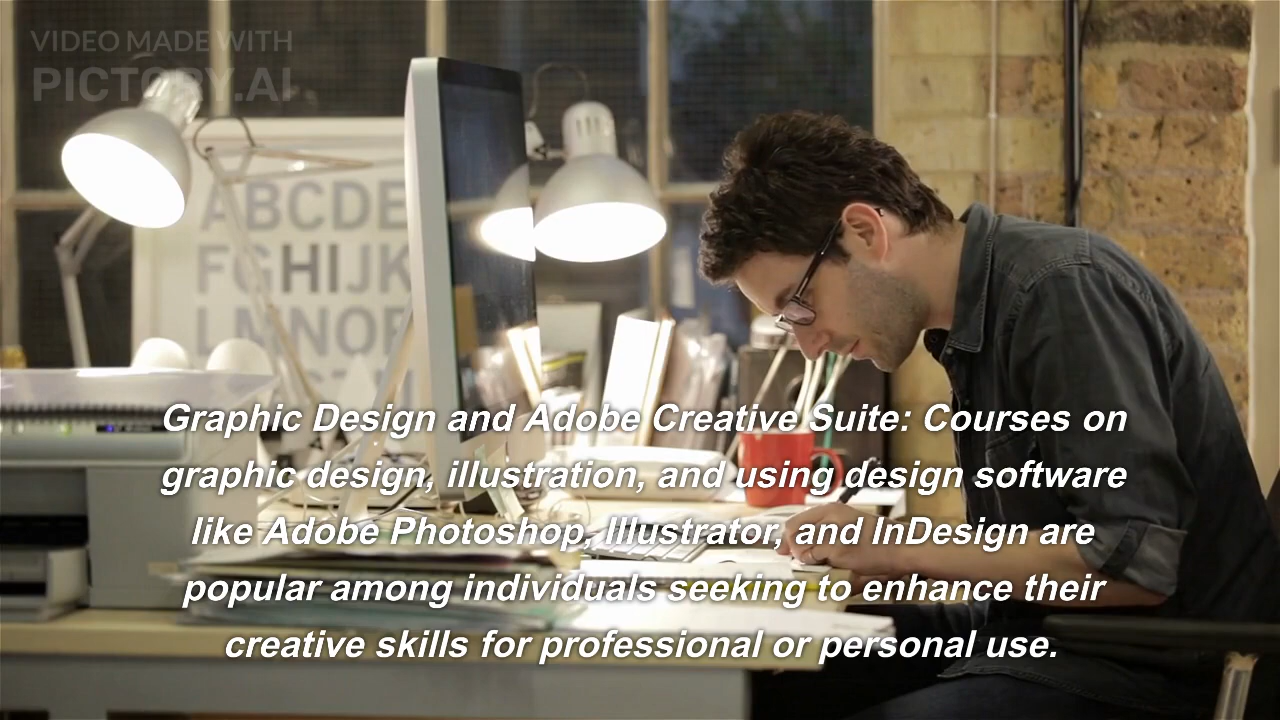 VIDEO MADE WITH
PICTORY.AI
ABCDE
FGHIJK
LMNOP
Graphic Design and Adobe Creative Suite: Courses on
graphic design, illustration, and using design software
like Adobe Photoshop, Illustrator, and InDesign are
popular among individuals seeking to enhance their
creative skills for professional or personal use.